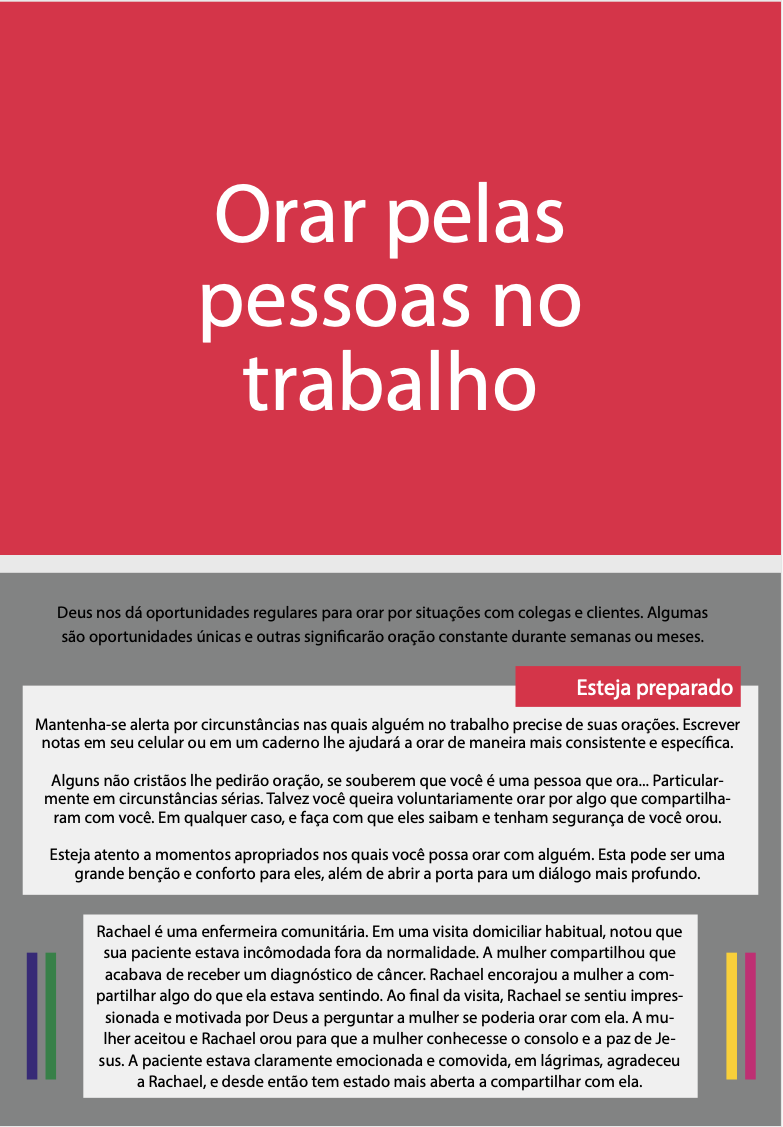 Orar pelas
pessoas no
trabalho
Deus nos dá oportunidades regulares para orar por situações com colegas e clientes. Algumas
são oportunidades únicas e outras significarão oração constante durante semanas ou meses.
Esteja preparado
Mantenha-se alerta por circunstâncias nas quais alguém no trabalho precise de suas orações. Escrever
notas em seu celular ou em um caderno lhe ajudará a orar de maneira mais consistente e específica.
Alguns não cristãos lhe pedirão oração, se souberem que você é uma pessoa que ora... Particular-
mente em circunstâncias sérias. Talvez você queira voluntariamente orar por algo que compartilha-
ram com você. Em qualquer caso, e faça com que eles saibam e tenham segurança de você orou.
Esteja atento a momentos apropriados nos quais você possa orar com alguém. Esta pode ser uma
grande benção e conforto para eles, além de abrir a porta para um diálogo mais profundo.
Rachael é uma enfermeira comunitária. Em uma visita domiciliar habitual, notou que
sua paciente estava incômodada fora da normalidade. A mulher compartilhou que
acabava de receber um diagnóstico de câncer. Rachael encorajou a mulher a com-
partilhar algo do que ela estava sentindo. Ao final da visita, Rachael se sentiu impres-
sionada e motivada por Deus a perguntar a mulher se poderia orar com ela. A mu-
lher aceitou e Rachael orou para que a mulher conhecesse o consolo e a paz de Je-
sus. A paciente estava claramente emocionada e comovida, em lágrimas, agradeceu
a Rachael, e desde então tem estado mais aberta a compartilhar com ela.